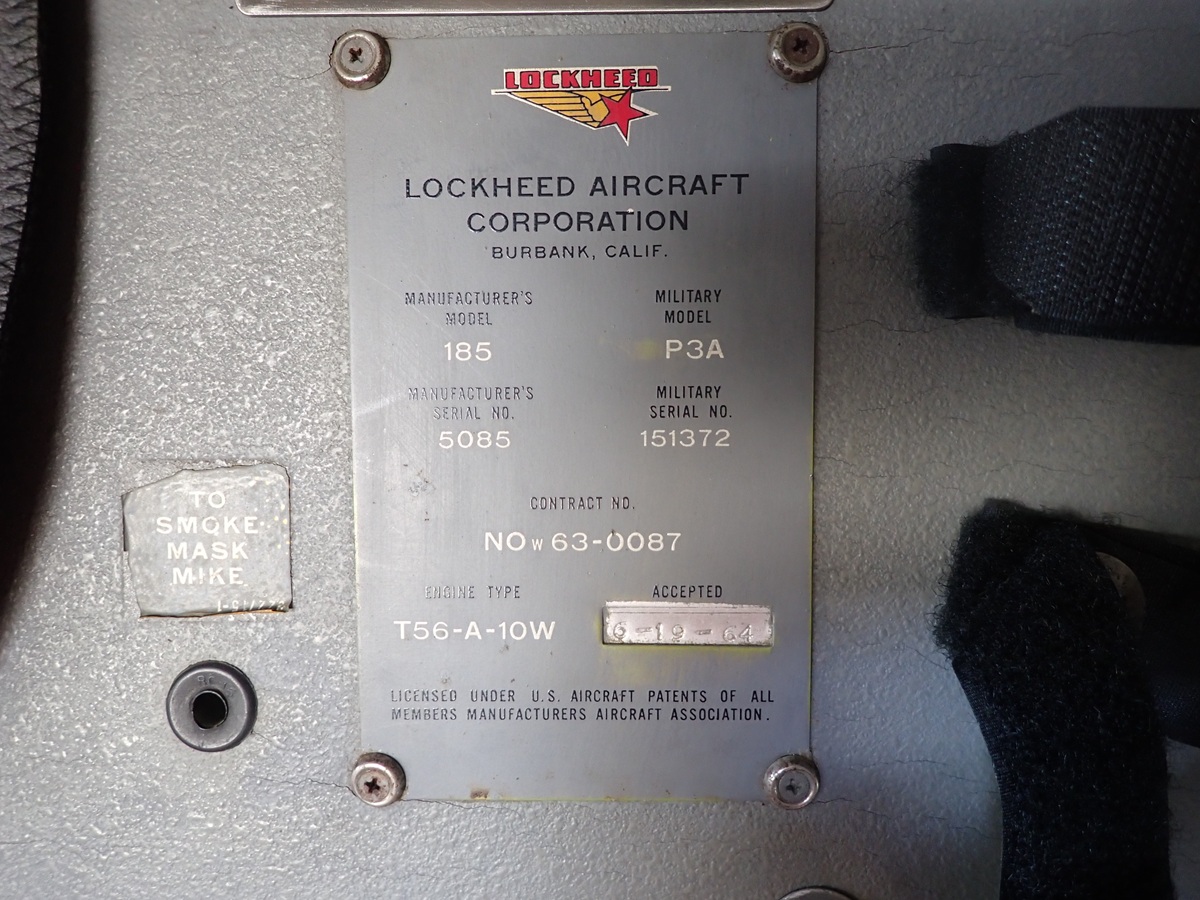 LOCKHEED
LOCKHEED AIRCRAFT
CORPORATION
BURBANK, CALIF.
MANUFACTURER'S
MODEL
185
MILITARY
MODEL
P3A
MANUFACTURER'S
SERIAL NO.
5085
MILITARY
SERIAL NO.
151372
CONTRACT NO.
NOw 63-0087
ENGINE TYPE
T56-A-10W
ACCEPTED
6-19-64
LICENSED UNDER U.S. AIRCRAFT PATENTS OF ALL
MEMBERS MANUFACTURERS AIRCRAFT ASSOCIATION.
TO
SMOKE
MASK
MIKE